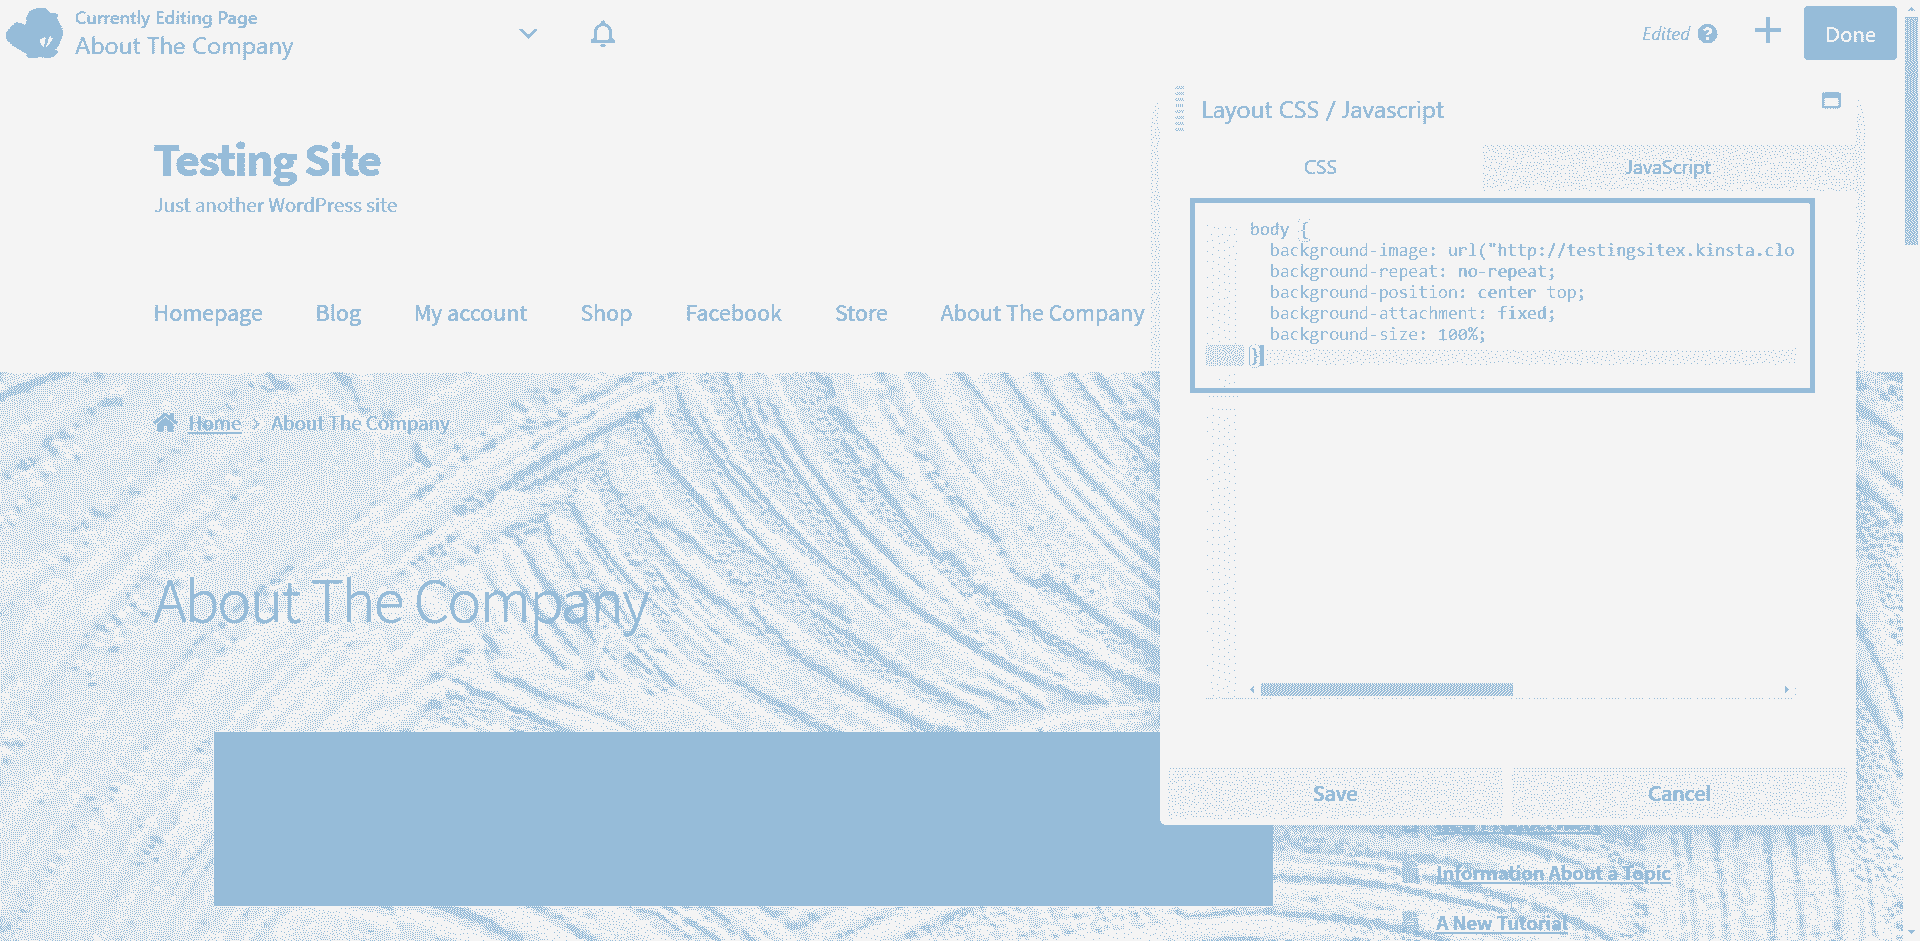 Currently Editing Page
About The Company
Edited ?
Done
Testing Site
Just another WordPress site
Homepage Blog My account Shop Facebook Store About The Company
Home › About The Company
About The Company
Layout CSS / Javascript
CSS JavaScript
body {
background-image: url("http://testingsitex.kinsta.clo
background-repeat: no-repeat;
background-position: center top;
background-attachment: fixed;
background-size: 100%;
}
Save Cancel
Information About a Topic
A New Tutorial